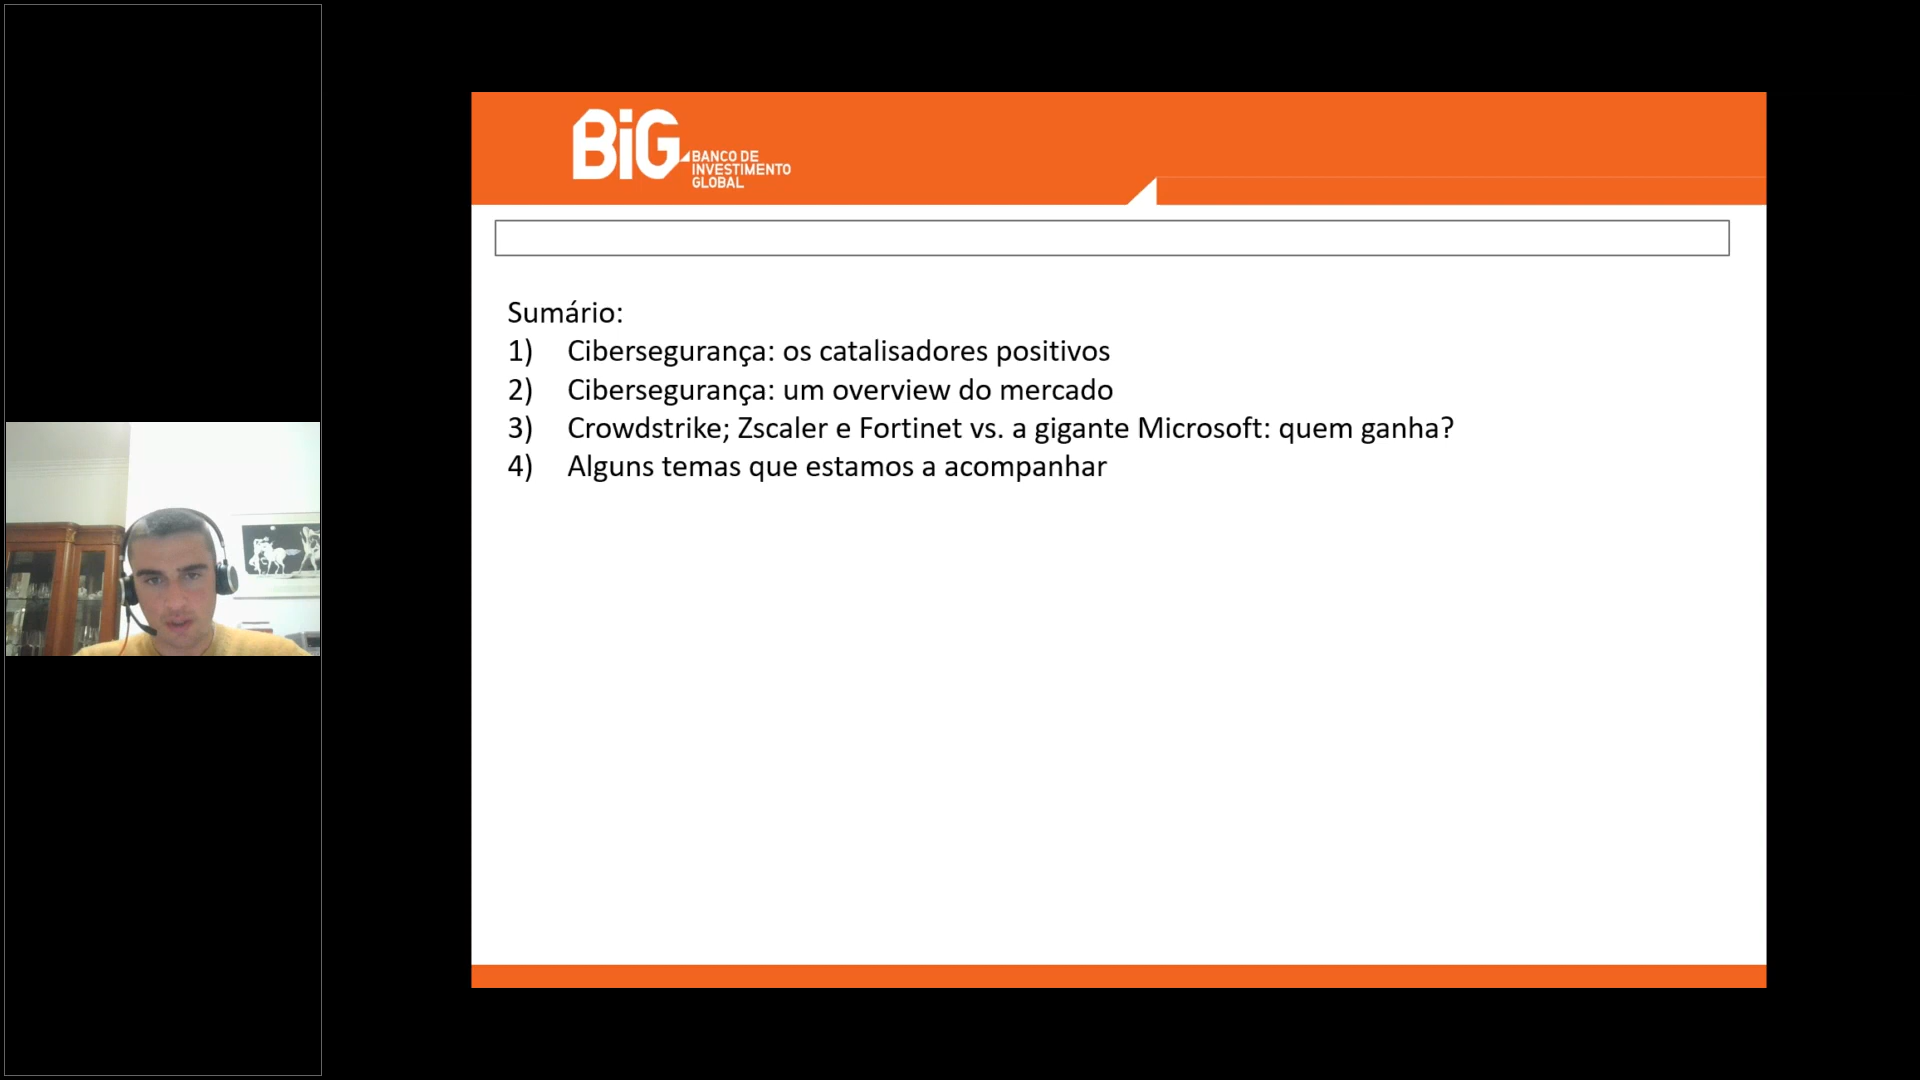 BiG
BANCO DE
INVESTIMENTO
GLOBAL
Sumário:
1) Cibersegurança: os catalisadores positivos
2) Cibersegurança: um overview do mercado
3) Crowdstrike; Zscaler e Fortinet vs. a gigante Microsoft: quem ganha?
4) Alguns temas que estamos a acompanhar